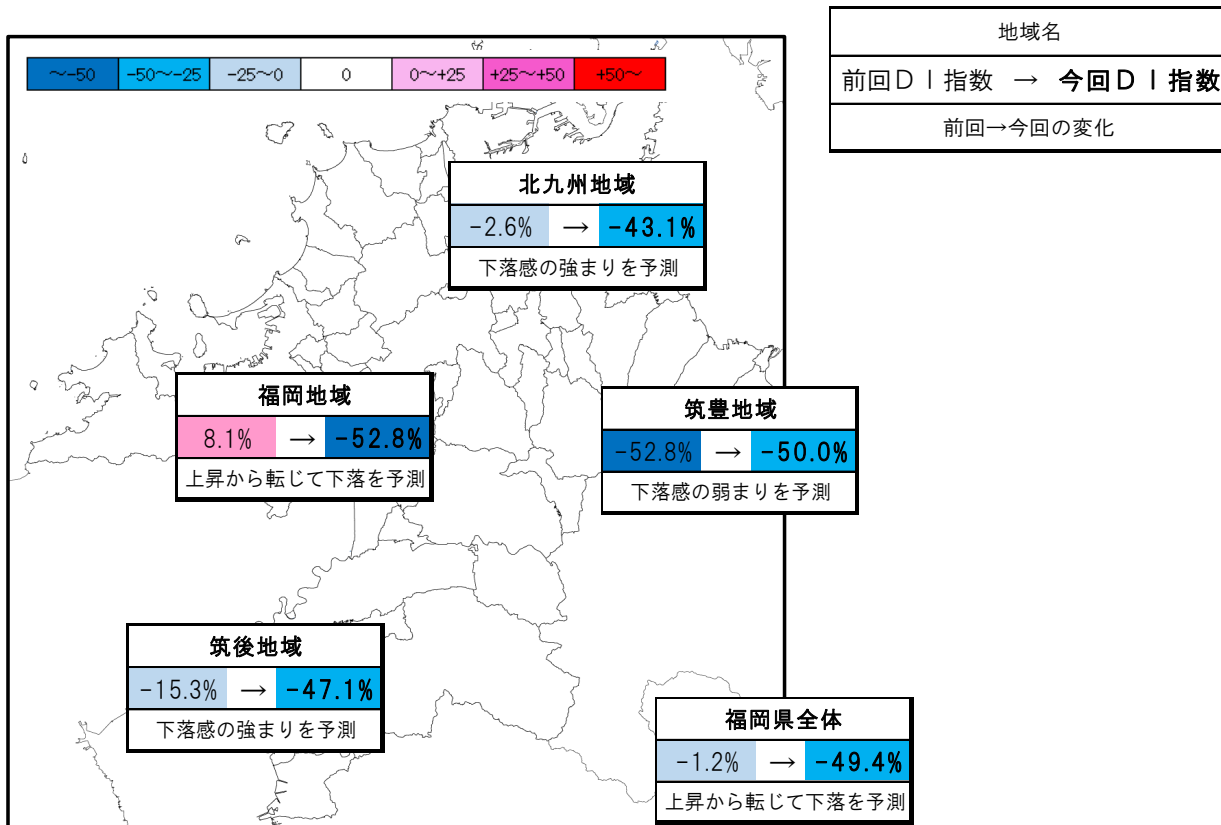 ～-50 -50～-25 -25～0 0 0～+25 +25～+50 +50～
地域名
前回ＤＩ指数 → 今回ＤＩ指数
前回→今回の変化
北九州地域
-2.6% → -43.1%
下落感の強まりを予測
福岡地域
8.1% → -52.8%
上昇から転じて下落を予測
筑豊地域
-52.8% → -50.0%
下落感の弱まりを予測
筑後地域
-15.3% → -47.1%
下落感の強まりを予測
福岡県全体
-1.2% → -49.4%
上昇から転じて下落を予測